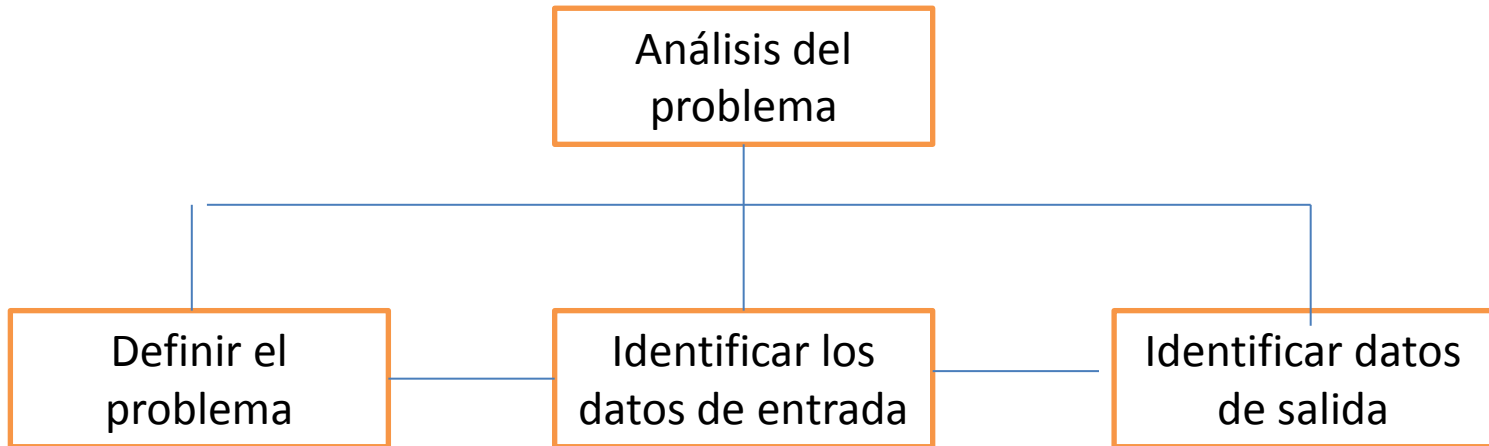 Análisis del
problema
Definir el
problema
Identificar los
datos de entrada
Identificar datos
de salida